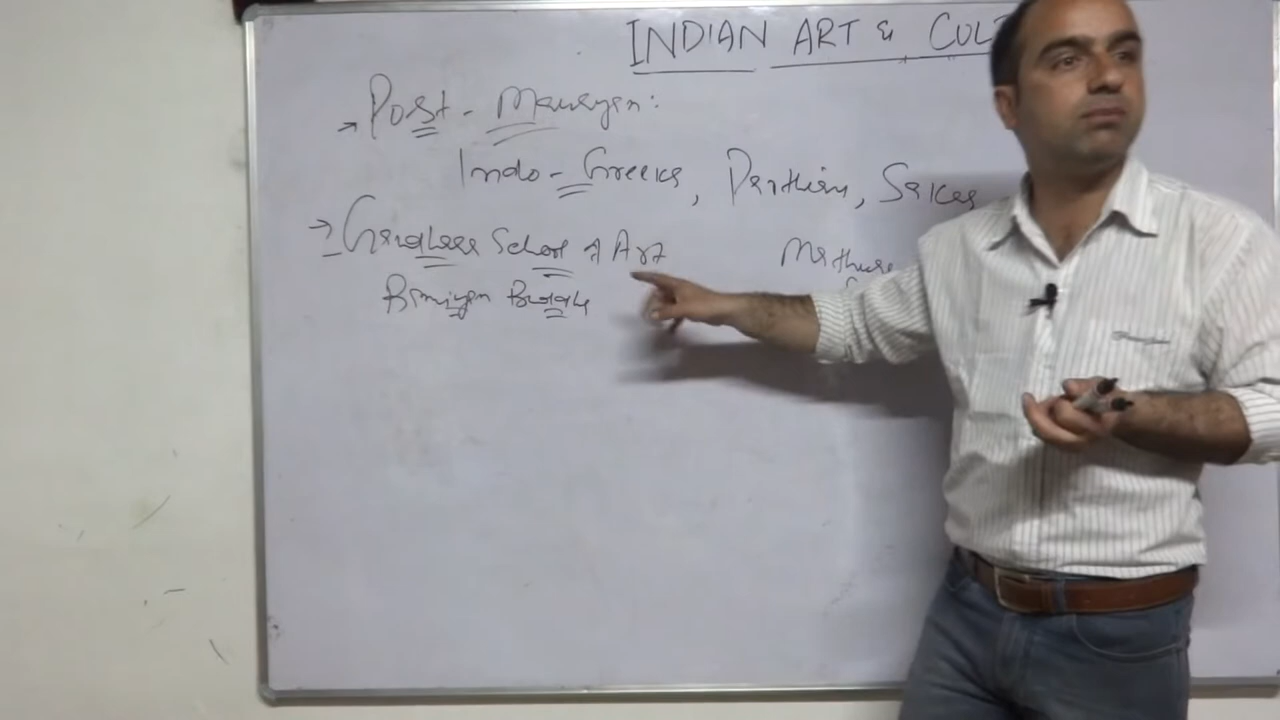 INDIAN ART & CUL
→ Post - Mauryan:
Indo - Greeks, Parthian, Sakas
→ Gandhara School of Art Mathura
Bamiyan Buddha